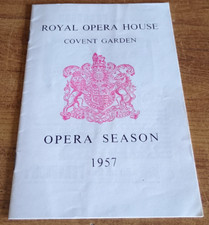 ROYAL OPERA HOUSE
COVENT GARDEN
OPERA SEASON
1957